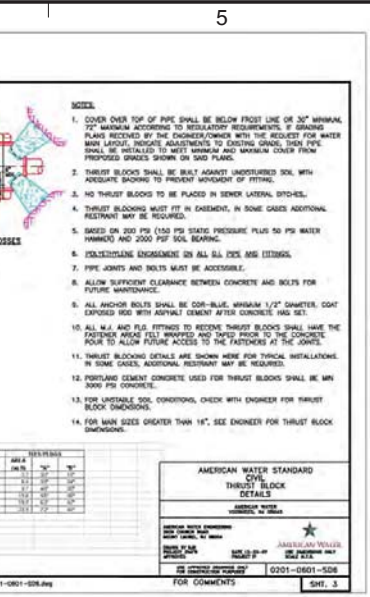 5
NOTES:
1. COVER OVER TOP OF PIPE SHALL BE BELOW FROST LINE OR 30" MINIMUM,
72" MAXIMUM ACCORDING TO REGULATORY REQUIREMENTS. IF GRADING
PLANS RECEIVED BY THE ENGINEER/OWNER WITH THE REQUEST FOR WATER
MAIN LAYOUT, INDICATE ADJUSTMENTS TO EXISTING GRADE, THEN PIPE
SHALL BE INSTALLED TO MEET MINIMUM AND MAXIMUM COVER FROM
PROPOSED GRADES SHOWN ON SAID PLANS.
2. THRUST BLOCKS SHALL BE BUILT AGAINST UNDISTURBED SOIL WITH
ADEQUATE BACKING TO PREVENT MOVEMENT OF FITTING.
3. NO THRUST BLOCKS TO BE PLACED IN SEWER LATERAL DITCHES.
4. THRUST BLOCKING MUST FIT IN EASEMENT, IN SOME CASES ADDITIONAL
RESTRAINT MAY BE REQUIRED.
OSSES
5. BASED ON 200 PSI (150 PSI STATIC PRESSURE PLUS 50 PSI WATER
HAMMER) AND 2000 PSF SOIL BEARING.
6. POLYETHYLENE ENCASEMENT ON ALL D.I. PIPE AND FITTINGS.
7. PIPE JOINTS AND BOLTS MUST BE ACCESSIBLE.
8. ALLOW SUFFICIENT CLEARANCE BETWEEN CONCRETE AND BOLTS FOR
FUTURE MAINTENANCE.
9. ALL ANCHOR BOLTS SHALL BE COR-BLUE, MINIMUM 1/2" DIAMETER, COAT
EXPOSED ROD WITH ASPHALT CEMENT AFTER CONCRETE HAS SET.
10. ALL M.J. AND FLG. FITTINGS TO RECEIVE THRUST BLOCKS SHALL HAVE THE
FASTENER AREAS FELT WRAPPED AND TAPED PRIOR TO THE CONCRETE
POUR TO ALLOW FUTURE ACCESS TO THE FASTENERS AT THE JOINTS.
11. THRUST BLOCKING DETAILS ARE SHOWN HERE FOR TYPICAL INSTALLATIONS.
IN SOME CASES, ADDITIONAL RESTRAINT MAY BE REQUIRED.
12. PORTLAND CEMENT CONCRETE USED FOR THRUST BLOCKS SHALL BE MIN
3000 PSI CONCRETE.
13. FOR UNSTABLE SOIL CONDITIONS, CHECK WITH ENGINEER FOR THRUST
BLOCK DIMENSIONS.
14. FOR MAIN SIZES GREATER THAN 16", SEE ENGINEER FOR THRUST BLOCK
DIMENSIONS.
TEES/PLUGS
AREA "A" "B"
AMERICAN WATER STANDARD
CIVIL
THRUST BLOCK
DETAILS
AMERICAN WATER
VOORHEES, NJ
AMERICAN WATER ENGINEERING
AMERICAN WATER
0201-0601-SD6
-0601-SD6.dwg
FOR COMMENTS
SHT. 3